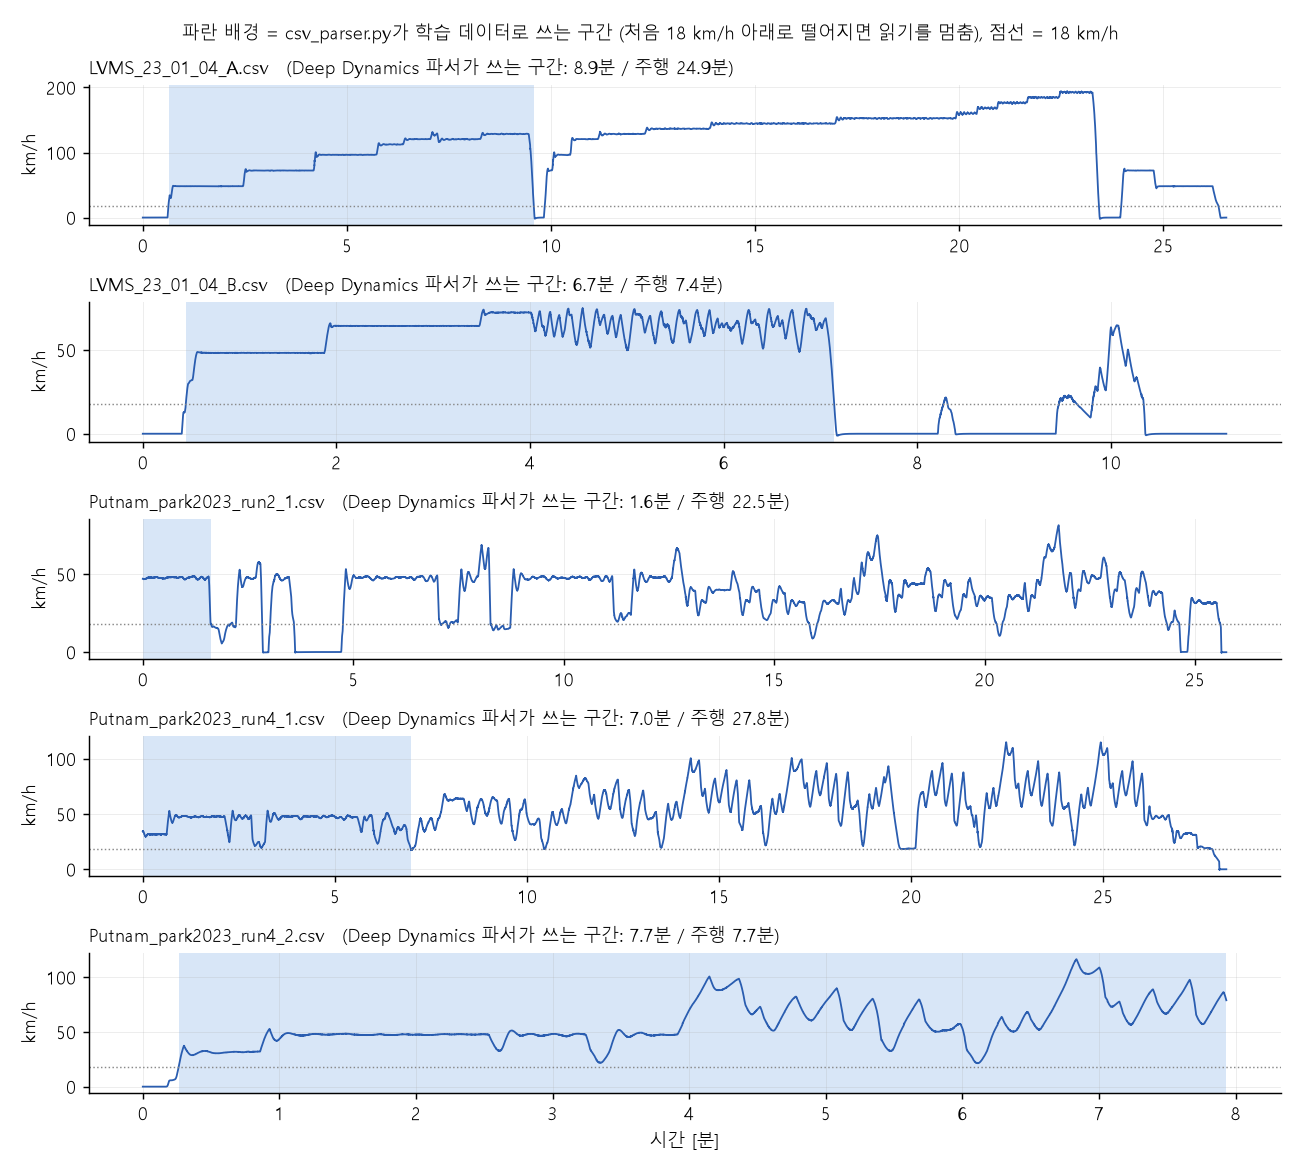 파란 배경 = csv_parser.py가 학습 데이터로 쓰는 구간 (처음 18 km/h 아래로 떨어지면 읽기를 멈춤), 점선 = 18 km/h
LVMS_23_01_04_A.csv (Deep Dynamics 파서가 쓰는 구간: 8.9분 / 주행 24.9분)
200
100
0
km/h
0 5 10 15 20 25
LVMS_23_01_04_B.csv (Deep Dynamics 파서가 쓰는 구간: 6.7분 / 주행 7.4분)
50
0
km/h
0 2 4 6 8 10
Putnam_park2023_run2_1.csv (Deep Dynamics 파서가 쓰는 구간: 1.6분 / 주행 22.5분)
50
0
km/h
0 5 10 15 20 25
Putnam_park2023_run4_1.csv (Deep Dynamics 파서가 쓰는 구간: 7.0분 / 주행 27.8분)
100
50
0
km/h
0 5 10 15 20 25
Putnam_park2023_run4_2.csv (Deep Dynamics 파서가 쓰는 구간: 7.7분 / 주행 7.7분)
100
50
0
km/h
0 1 2 3 4 5 6 7 8
시간 [분]